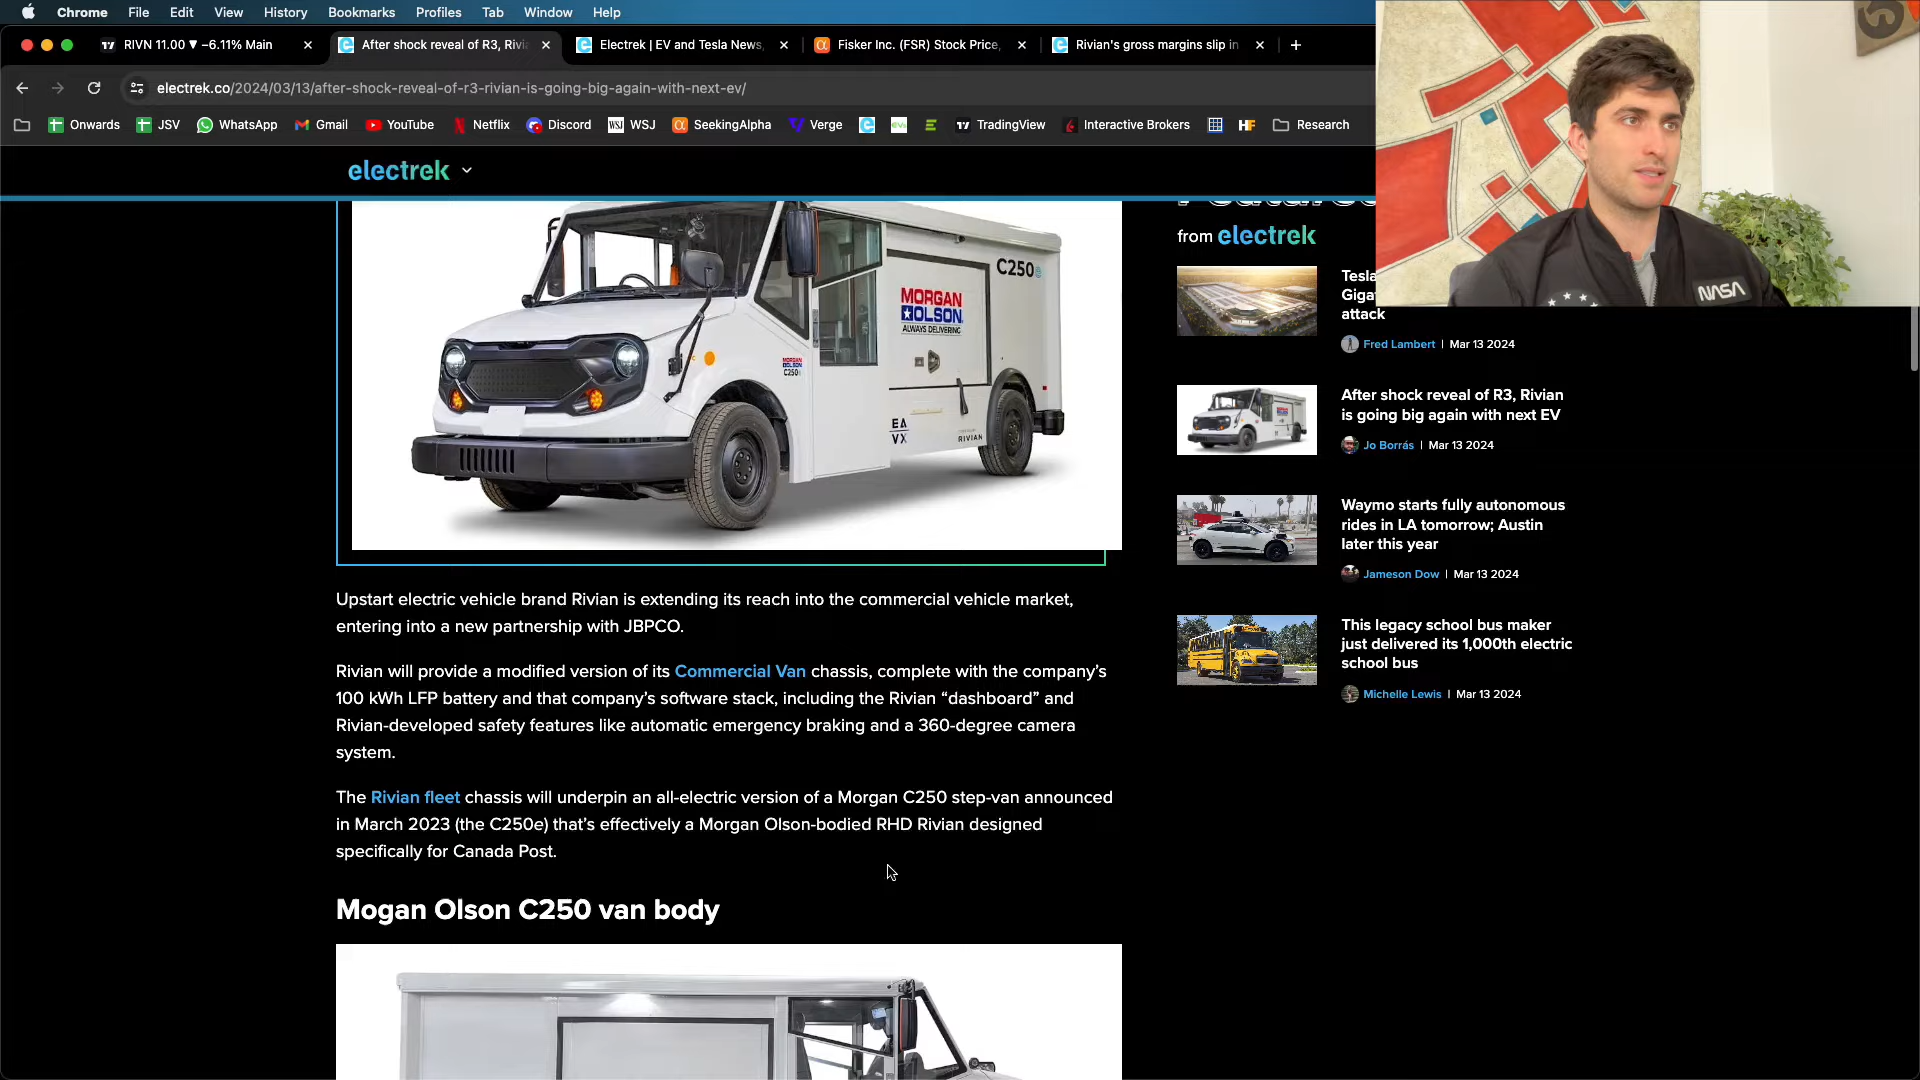 Chrome File Edit View History Bookmarks Profiles Tab Window Help
RIVN 11.00 ▼ −6.11% Main
After shock reveal of R3, Rivi
Electrek | EV and Tesla News,
Fisker Inc. (FSR) Stock Price,
Rivian's gross margins slip in
electrek.co/2024/03/13/after-shock-reveal-of-r3-rivian-is-going-big-again-with-next-ev/
Onwards JSV WhatsApp Gmail YouTube Netflix Discord WSJ WSJ SeekingAlpha Verge TradingView Interactive Brokers HF Research
electrek
C250
MORGAN
OLSON
ALWAYS DELIVERING
MORGAN
OLSON
C250
EA
VX
RIVIAN
Upstart electric vehicle brand Rivian is extending its reach into the commercial vehicle market,
entering into a new partnership with JBPCO.
Rivian will provide a modified version of its Commercial Van chassis, complete with the company's
100 kWh LFP battery and that company's software stack, including the Rivian “dashboard” and
Rivian-developed safety features like automatic emergency braking and a 360-degree camera
system.
The Rivian fleet chassis will underpin an all-electric version of a Morgan C250 step-van announced
in March 2023 (the C250e) that's effectively a Morgan Olson-bodied RHD Rivian designed
specifically for Canada Post.
Mogan Olson C250 van body
from electrek
Tesla
Giga
attack
Fred Lambert | Mar 13 2024
After shock reveal of R3, Rivian
is going big again with next EV
Jo Borrás | Mar 13 2024
Waymo starts fully autonomous
rides in LA tomorrow; Austin
later this year
Jameson Dow | Mar 13 2024
This legacy school bus maker
just delivered its 1,000th electric
school bus
Michelle Lewis | Mar 13 2024
NASA